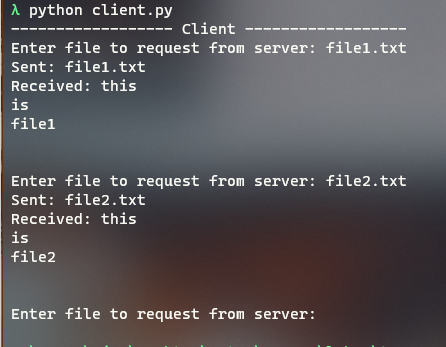 λ python client.py
------------------ Client ------------------
Enter file to request from server: file1.txt
Sent: file1.txt
Received: this
is
file1
Enter file to request from server: file2.txt
Sent: file2.txt
Received: this
is
file2
Enter file to request from server: